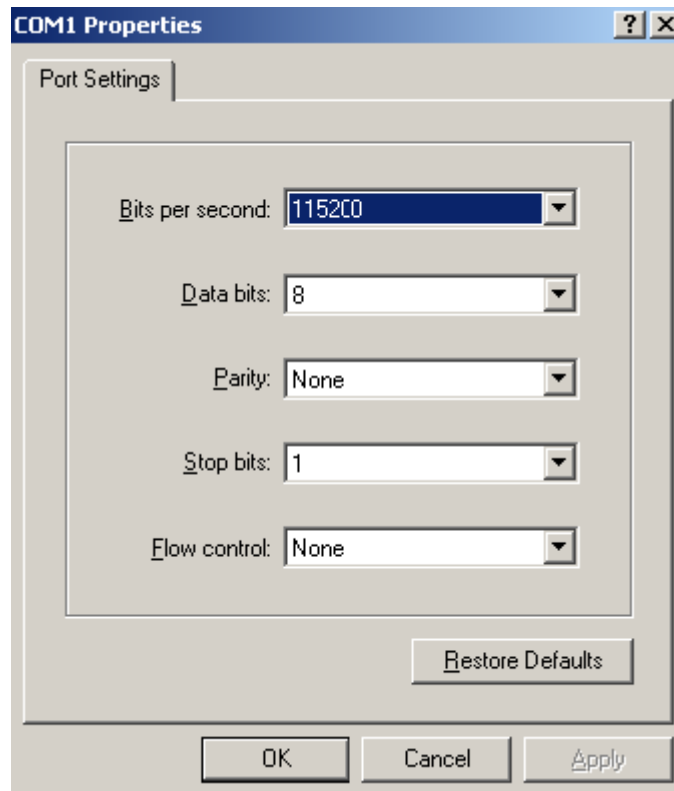 COM1 Properties
Port Settings
Bits per second: 115200
Data bits: 8
Parity: None
Stop bits: 1
Flow control: None
Restore Defaults
OK Cancel Apply